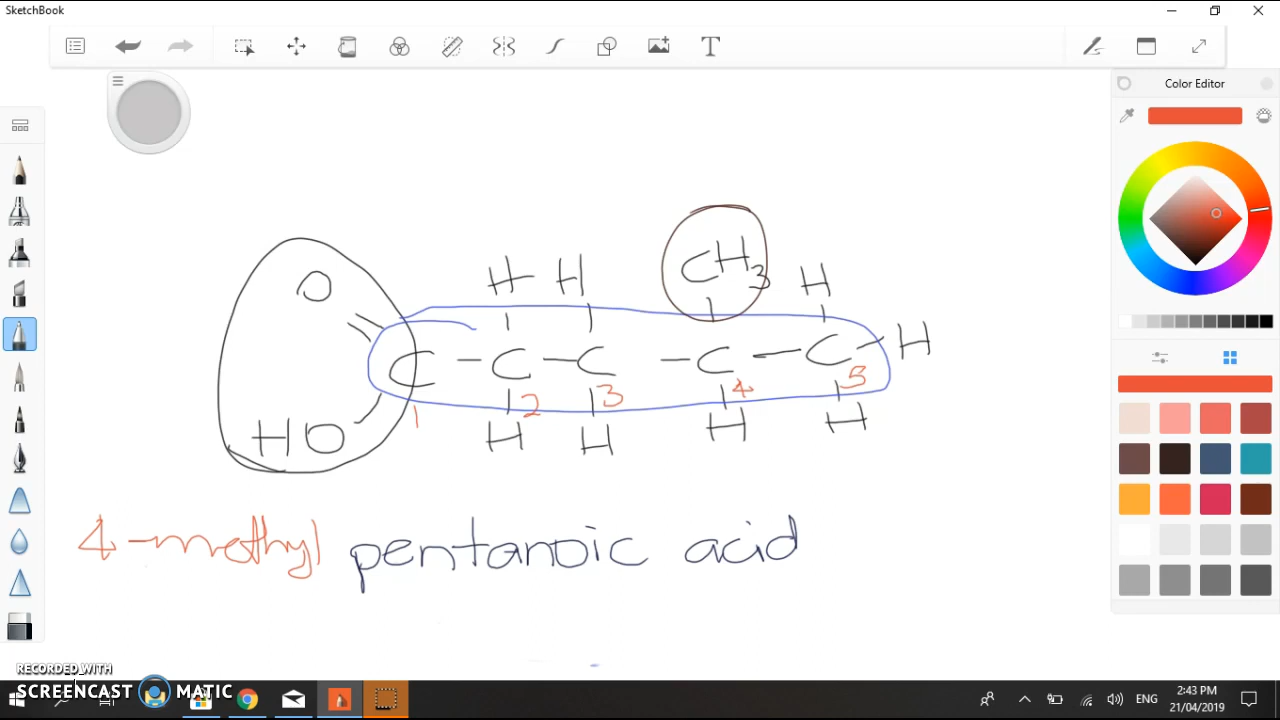 SketchBook
Color Editor
CH3
H H H
O
C - C - C - C - C - H
1 2 3 4 5
HO H H H H
4-methyl pentanoic acid
RECORDED WITH
SCREENCAST MATIC
ENG
2:43 PM
21/04/2019